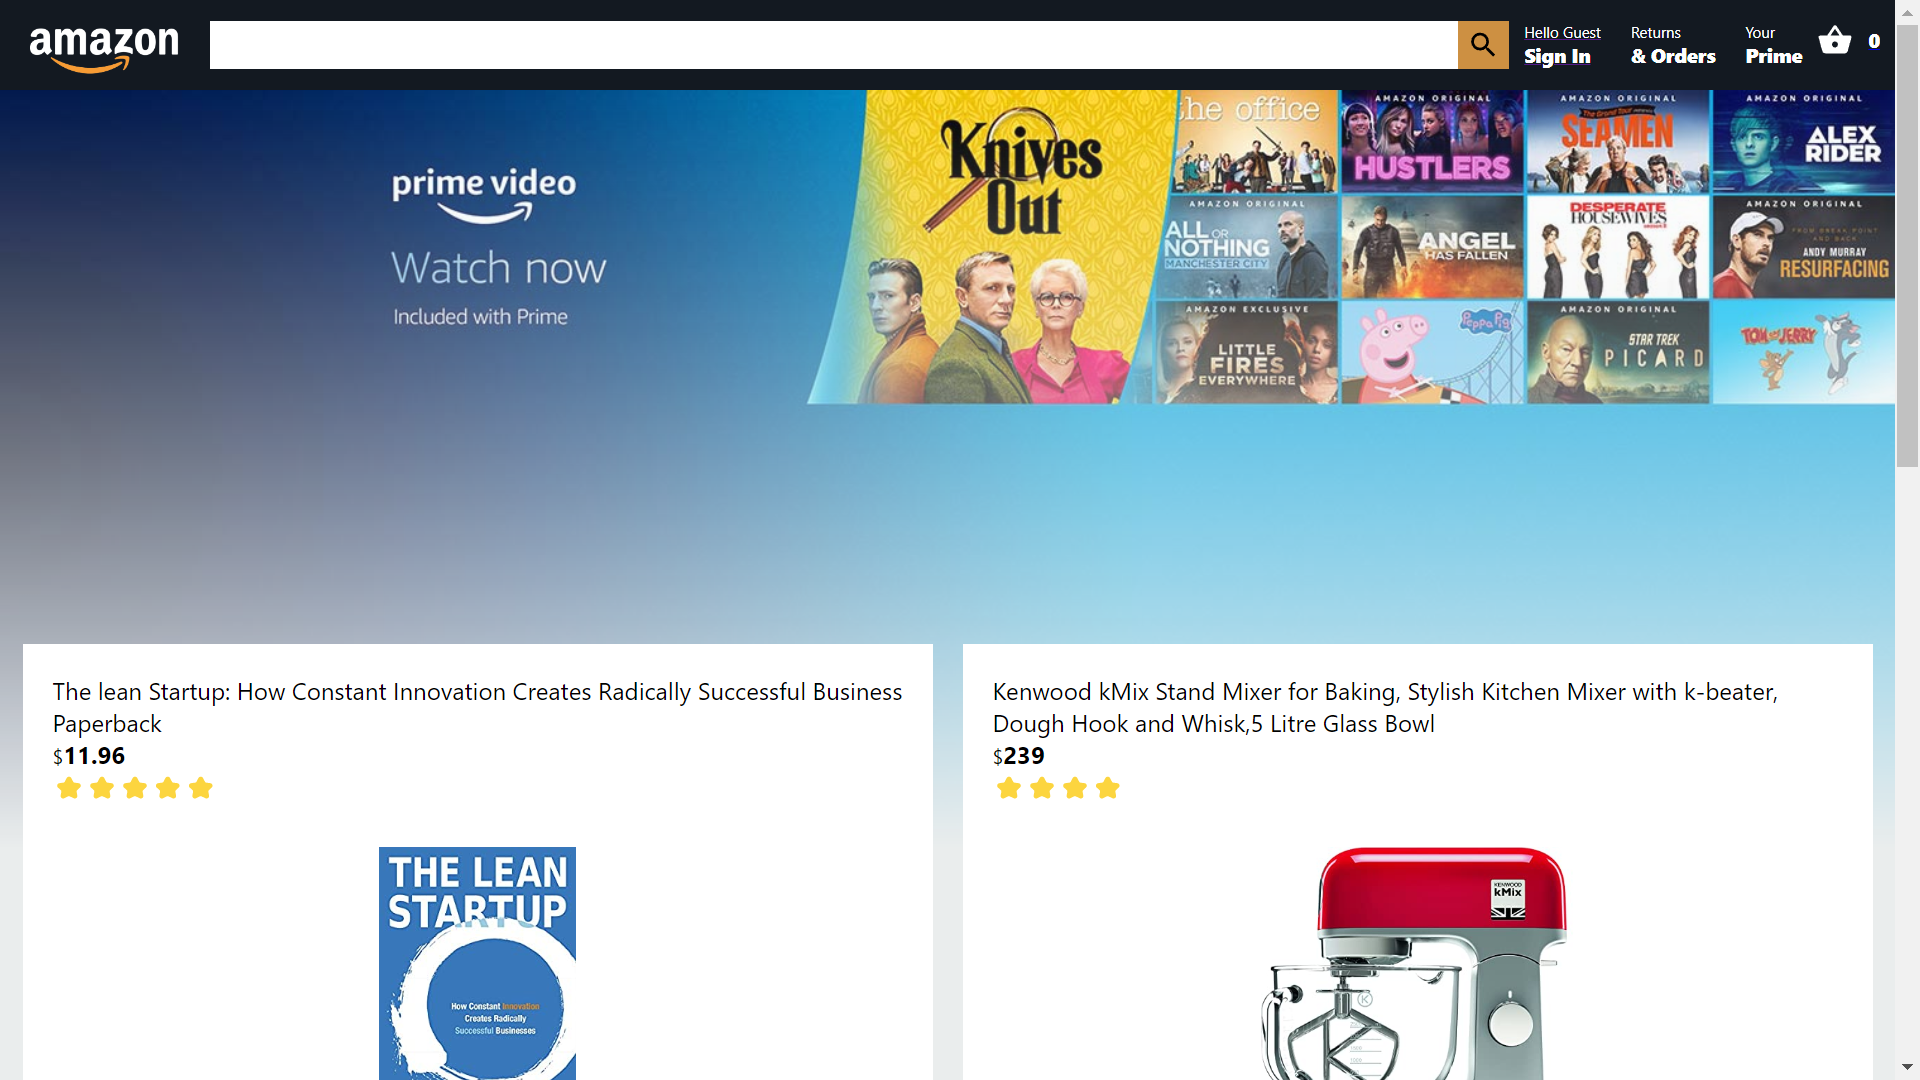 amazon
Hello Guest
Sign In
Returns
& Orders
Your
Prime
0
prime video
Watch now
Included with Prime
Knives
Out
the office
AMAZON ORIGINAL
HUSTLERS
AMAZON ORIGINAL
SEAMEN
AMAZON ORIGINAL
ALEX
RIDER
AMAZON ORIGINAL
ALL OR
NOTHING
MANCHESTER CITY
ANGEL
HAS FALLEN
DESPERATE
HOUSEWIVES
AMAZON ORIGINAL
FROM BREAK POINT
AND BACK
ANDY MURRAY
RESURFACING
AMAZON EXCLUSIVE
LITTLE
FIRES
EVERYWHERE
Peppa Pig
AMAZON ORIGINAL
STAR TREK
PICARD
TOM and JERRY
The lean Startup: How Constant Innovation Creates Radically Successful Business
Paperback
$11.96
Kenwood kMix Stand Mixer for Baking, Stylish Kitchen Mixer with k-beater,
Dough Hook and Whisk,5 Litre Glass Bowl
$239
THE LEAN
STARTUP
How Constant Innovation
Creates Radically
Successful Businesses
KENWOOD
kMix
K